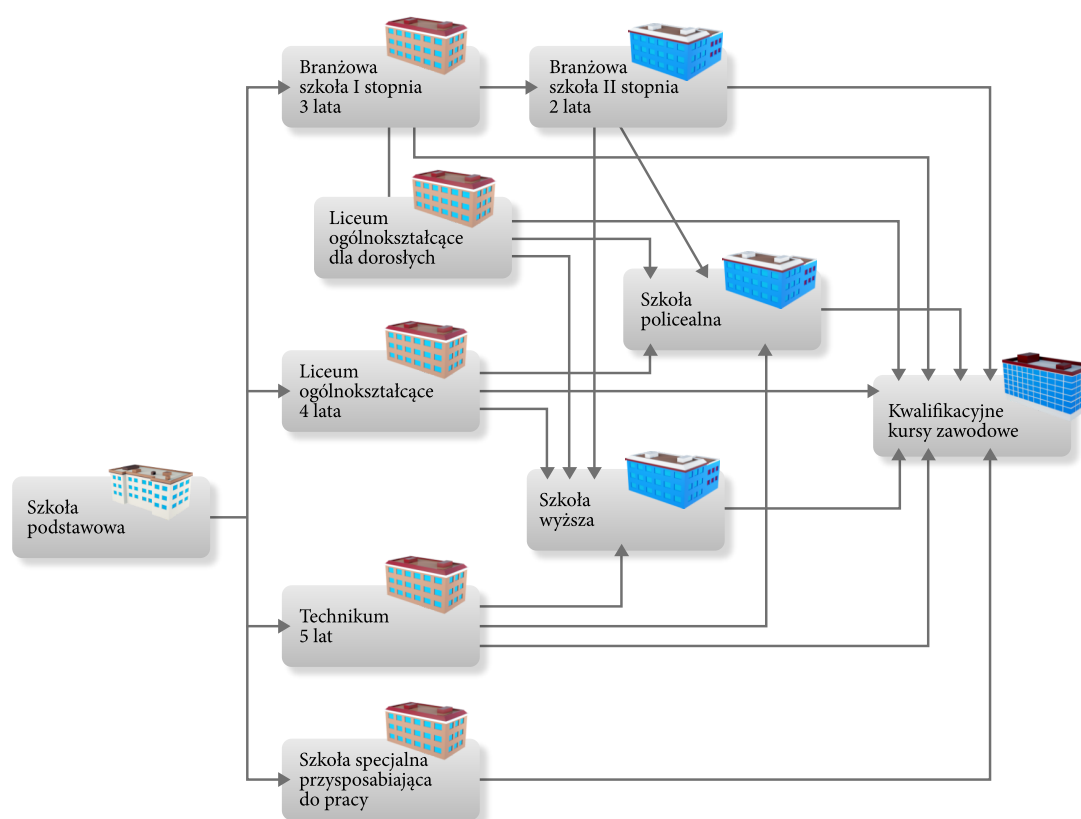 Branżowa
szkoła I stopnia
3 lata
Branżowa
szkoła II stopnia
2 lata
Liceum
ogólnokształcące
dla dorosłych
Szkoła
policealna
Liceum
ogólnokształcące
4 lata
Kwalifikacyjne
kursy zawodowe
Szkoła
podstawowa
Szkoła
wyższa
Technikum
5 lat
Szkoła specjalna
przysposabiająca
do pracy